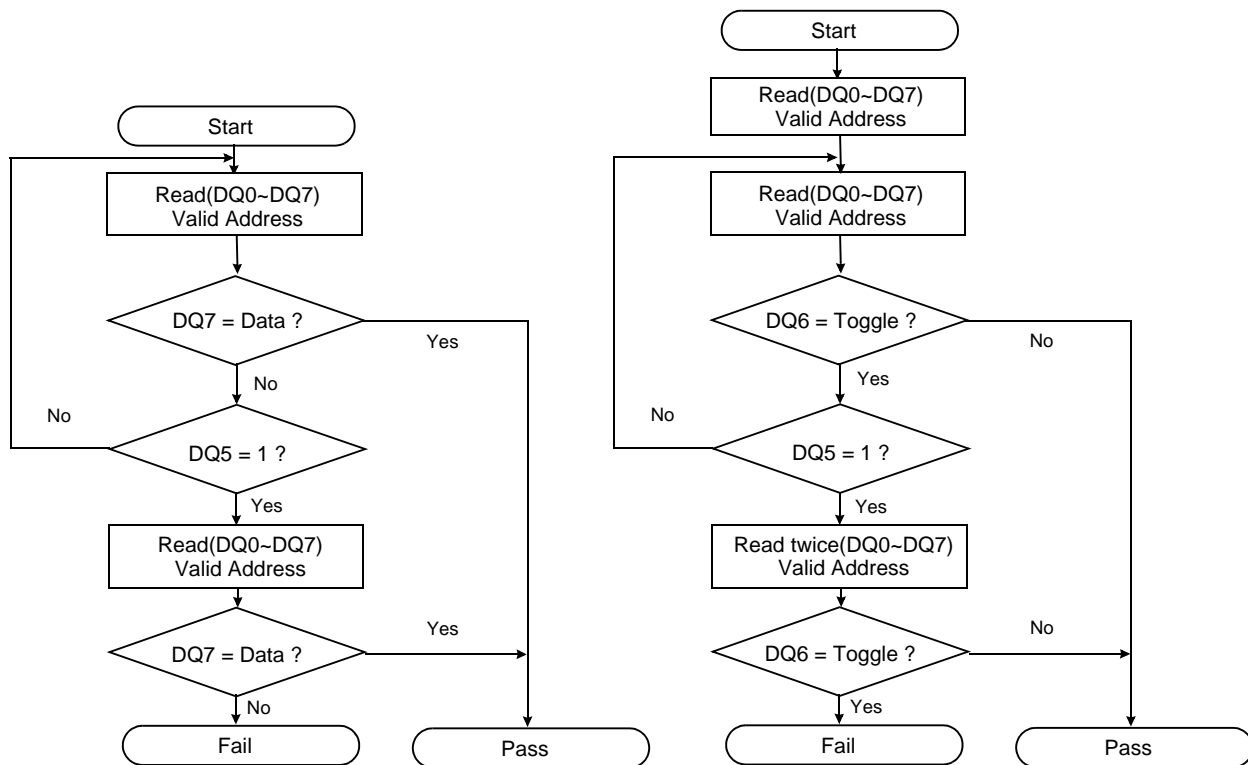 Start
Read(DQ0~DQ7)
Valid Address
DQ7 = Data ?
Yes
No
No
DQ5 = 1 ?
Yes
Read(DQ0~DQ7)
Valid Address
DQ7 = Data ?
Yes
No
Fail
Pass
Start
Read(DQ0~DQ7)
Valid Address
Read(DQ0~DQ7)
Valid Address
DQ6 = Toggle ?
No
Yes
No
DQ5 = 1 ?
Yes
Read twice(DQ0~DQ7)
Valid Address
DQ6 = Toggle ?
No
Yes
Fail
Pass